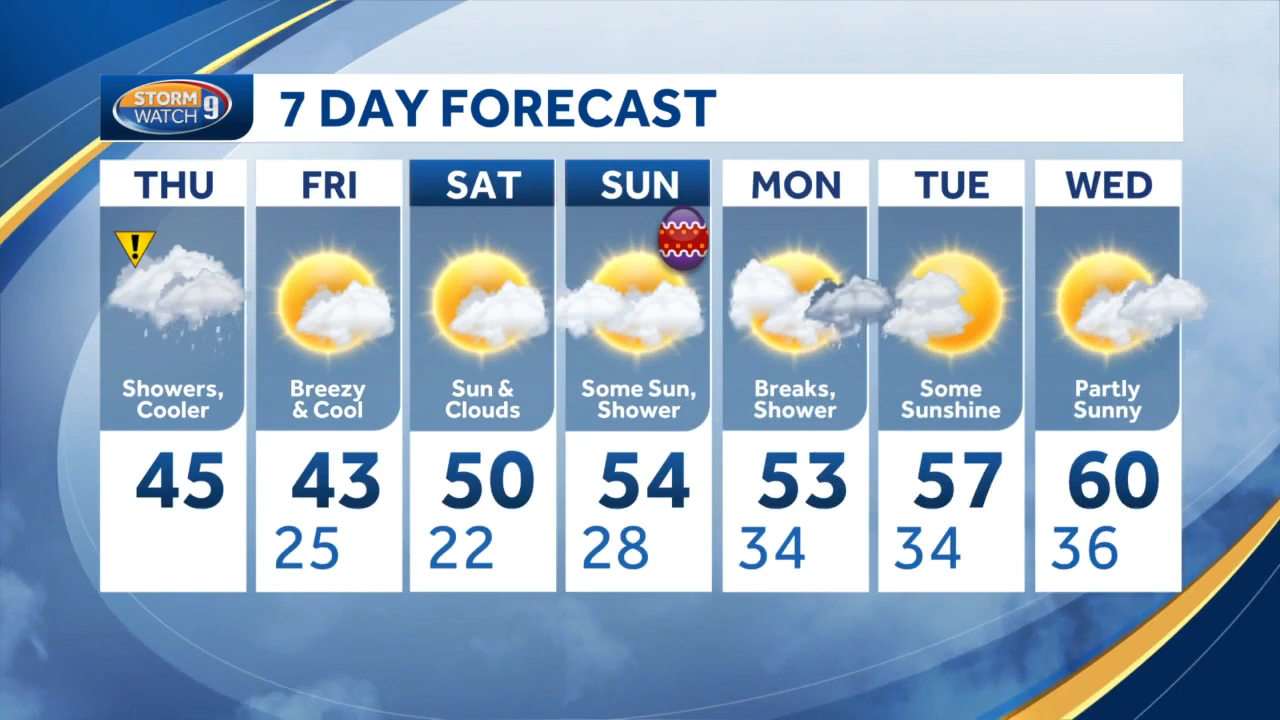 STORM
WATCH 9
7 DAY FORECAST
THU
FRI
SAT
SUN
MON
TUE
WED
!
Showers,
Cooler
Breezy
& Cool
Sun &
Clouds
Some Sun,
Shower
Breaks,
Shower
Some
Sunshine
Partly
Sunny
45
43
50
54
53
57
60
25
22
28
34
34
36